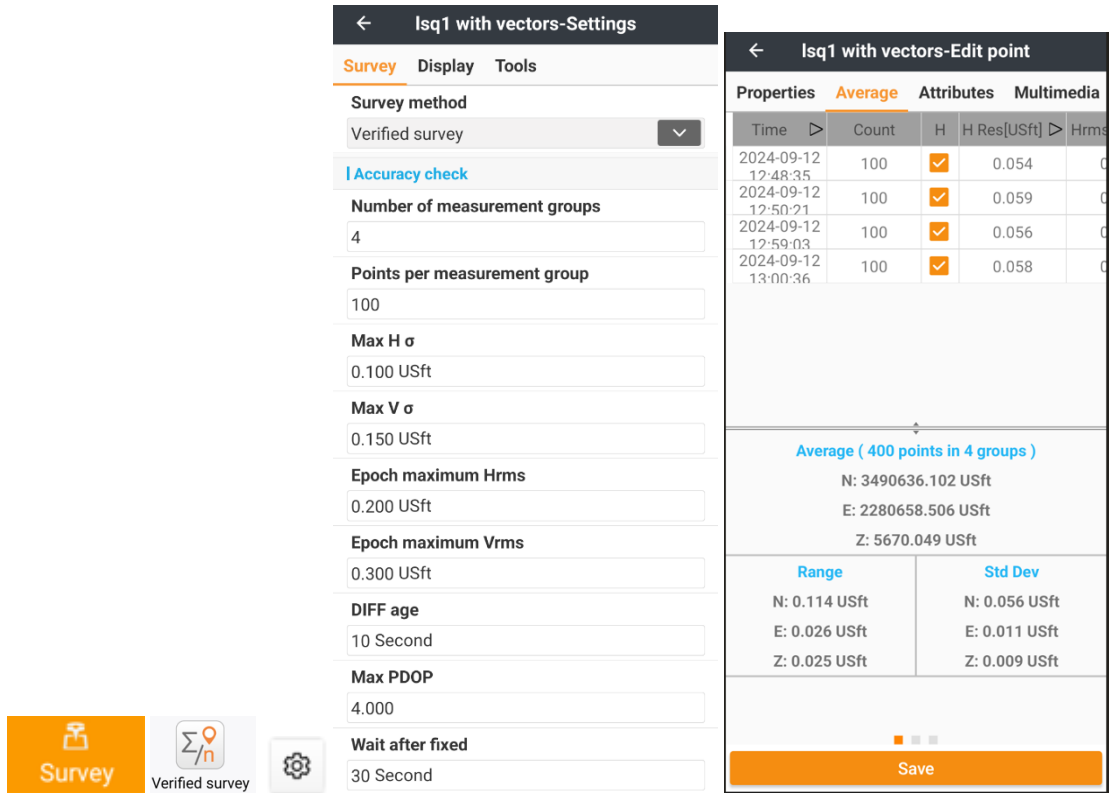 Survey
Σ/n
Verified survey
lsq1 with vectors-Settings
Survey Display Tools
Survey method
Verified survey
Accuracy check
Number of measurement groups
4
Points per measurement group
100
Max H σ
0.100 USft
Max V σ
0.150 USft
Epoch maximum Hrms
0.200 USft
Epoch maximum Vrms
0.300 USft
DIFF age
10 Second
Max PDOP
4.000
Wait after fixed
30 Second
lsq1 with vectors-Edit point
Properties Average Attributes Multimedia
Time Count H H Res[USft] Hrms
2024-09-12 100 0.054
12:48:35
2024-09-12 100 0.059
12:50:21
2024-09-12 100 0.056
12:59:03
2024-09-12 100 0.058
13:00:36
Average ( 400 points in 4 groups )
N: 3490636.102 USft
E: 2280658.506 USft
Z: 5670.049 USft
Range Std Dev
N: 0.114 USft N: 0.056 USft
E: 0.026 USft E: 0.011 USft
Z: 0.025 USft Z: 0.009 USft
Save